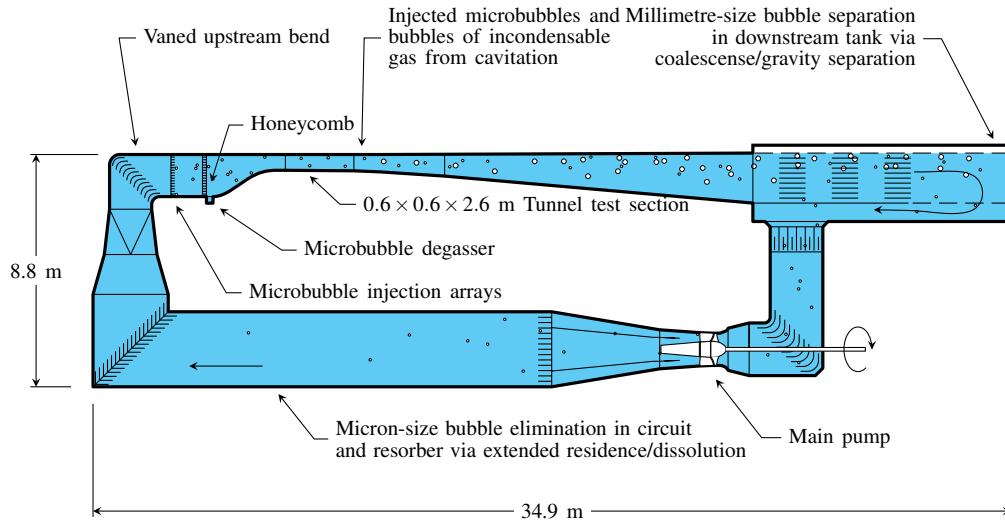 Vaned upstream bend
Injected microbubbles and
bubbles of incondensable
gas from cavitation
Millimetre-size bubble separation
in downstream tank via
coalescense/gravity separation
Honeycomb
0.6 × 0.6 × 2.6 m Tunnel test section
Microbubble degasser
8.8 m
Microbubble injection arrays
Micron-size bubble elimination in circuit
and resorber via extended residence/dissolution
Main pump
34.9 m